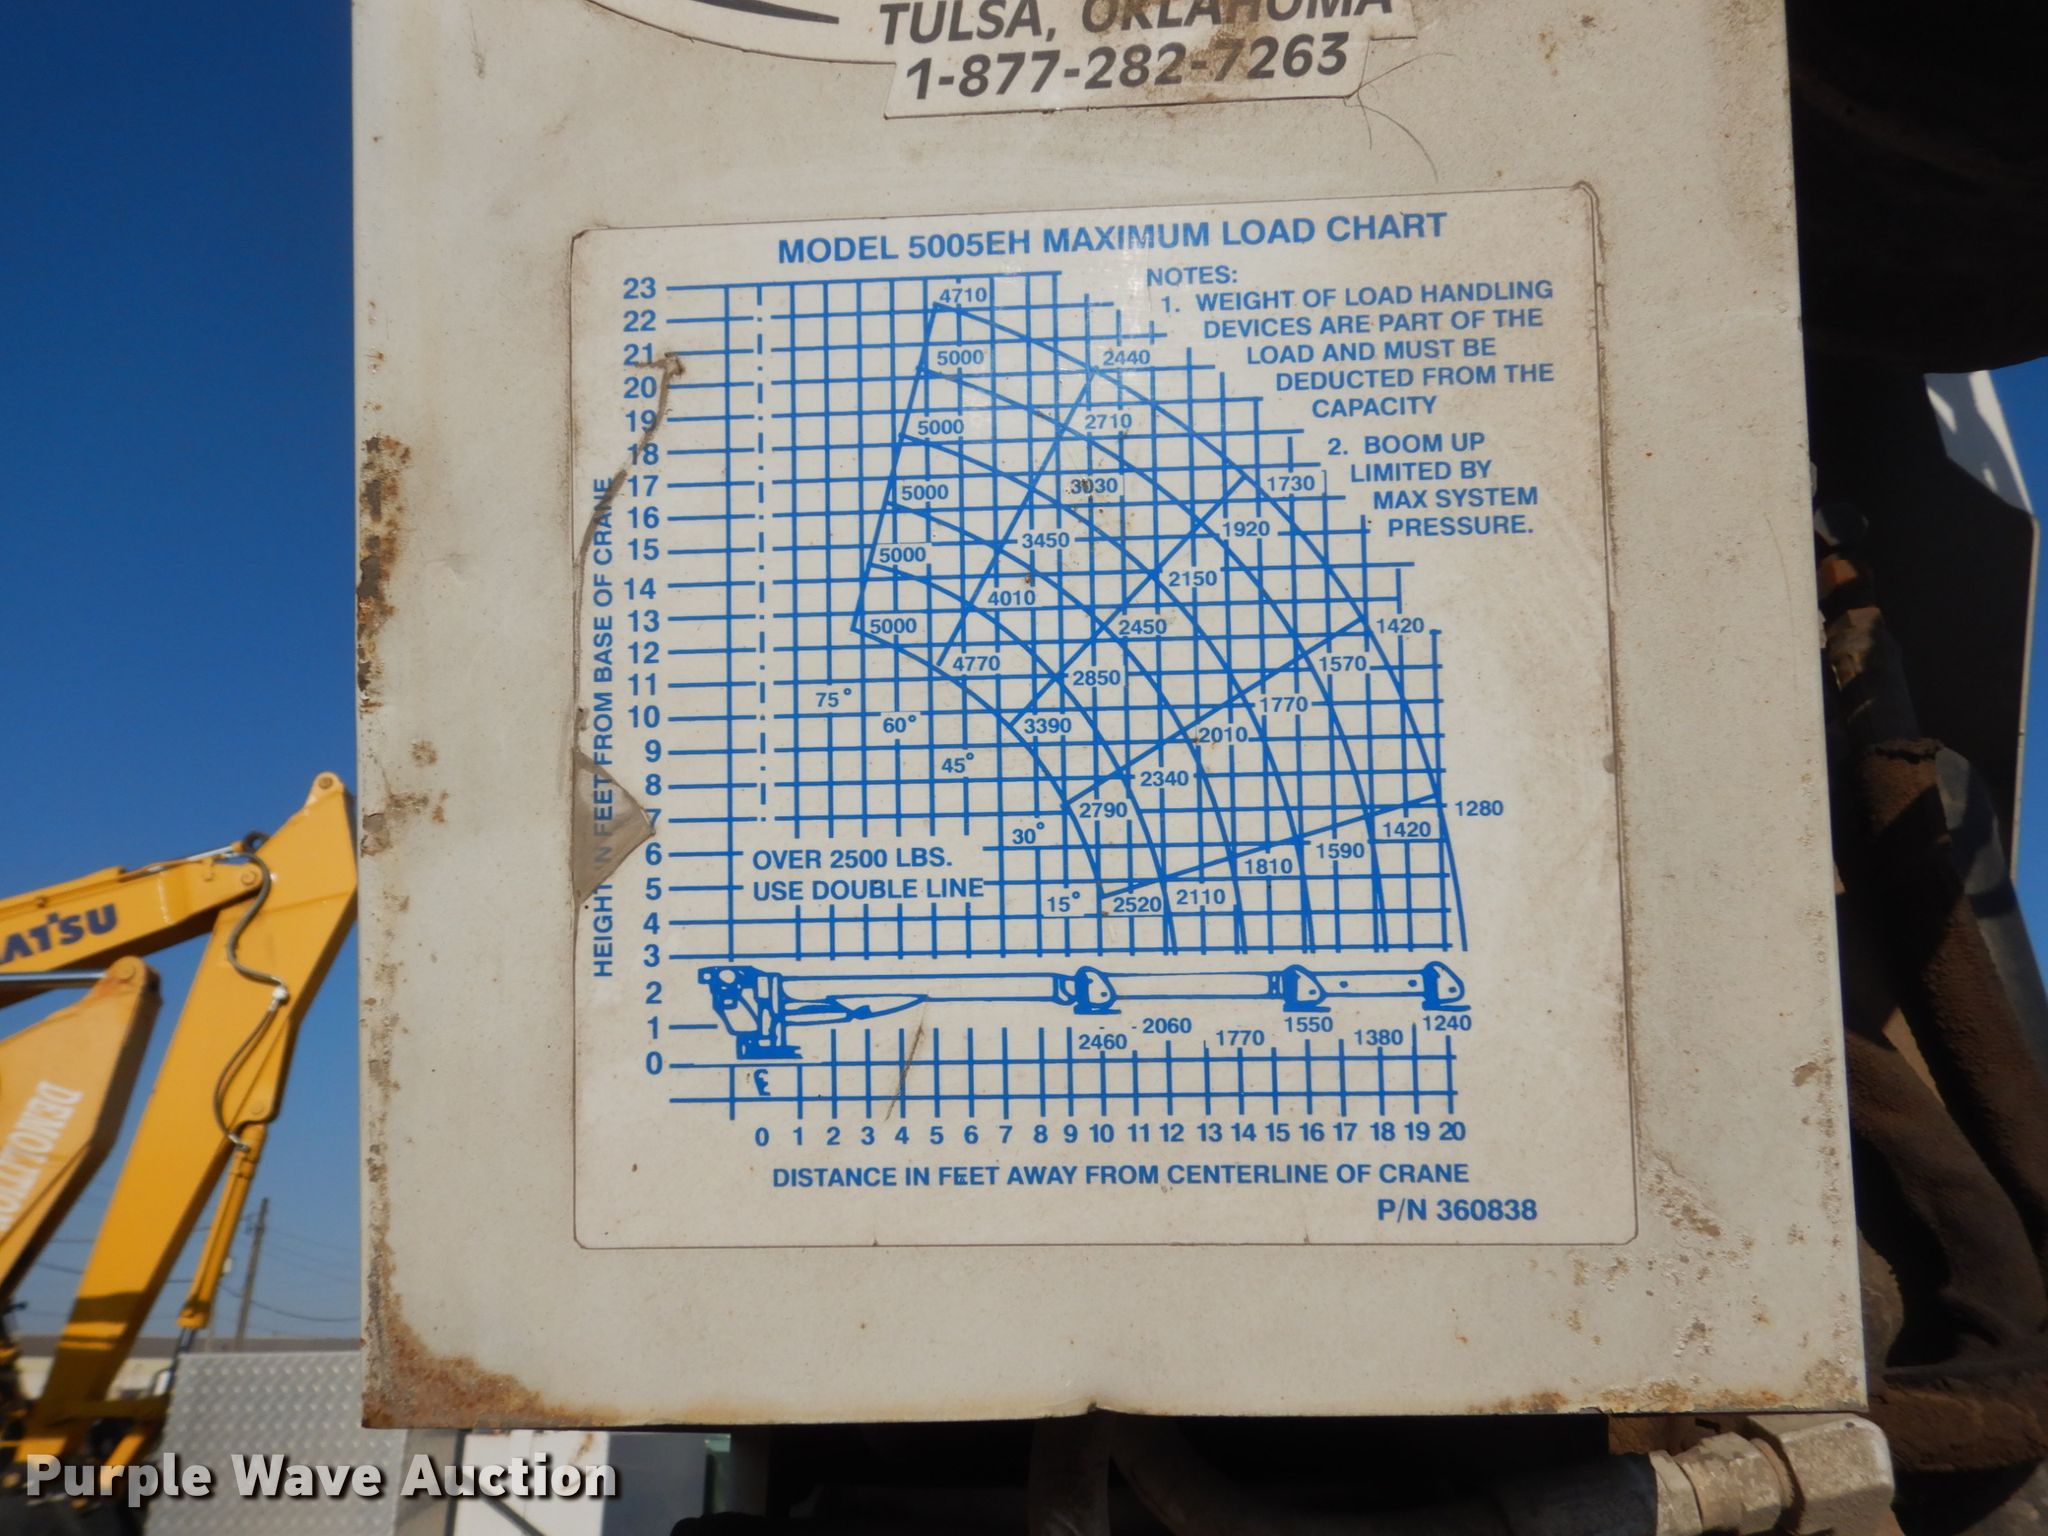 TULSA, OKLAHOMA
1-877-282-7263
MODEL 5005EH MAXIMUM LOAD CHART
NOTES:
1. WEIGHT OF LOAD HANDLING
DEVICES ARE PART OF THE
LOAD AND MUST BE
DEDUCTED FROM THE
CAPACITY
2. BOOM UP
LIMITED BY
MAX SYSTEM
PRESSURE.
HEIGHT IN FEET FROM BASE OF CRANE
23
22
21
20
19
18
17
16
15
14
13
12
11
10
9
8
7
6
5
4
3
2
1
0
4710
5000 2440
5000 2710
5000 3030 1730
5000 3450 1920
5000 4010 2150
4770 2450 1420
2850 1570
3390 1770
2010
2340
2790 1280
1420
1590
1810
2520 2110
75°
60°
45°
30°
15°
OVER 2500 LBS.
USE DOUBLE LINE
2460 2060 1770 1550 1380 1240
0 1 2 3 4 5 6 7 8 9 10 11 12 13 14 15 16 17 18 19 20
DISTANCE IN FEET AWAY FROM CENTERLINE OF CRANE
P/N 360838
ATSU
DEMOLITION
Purple Wave Auction